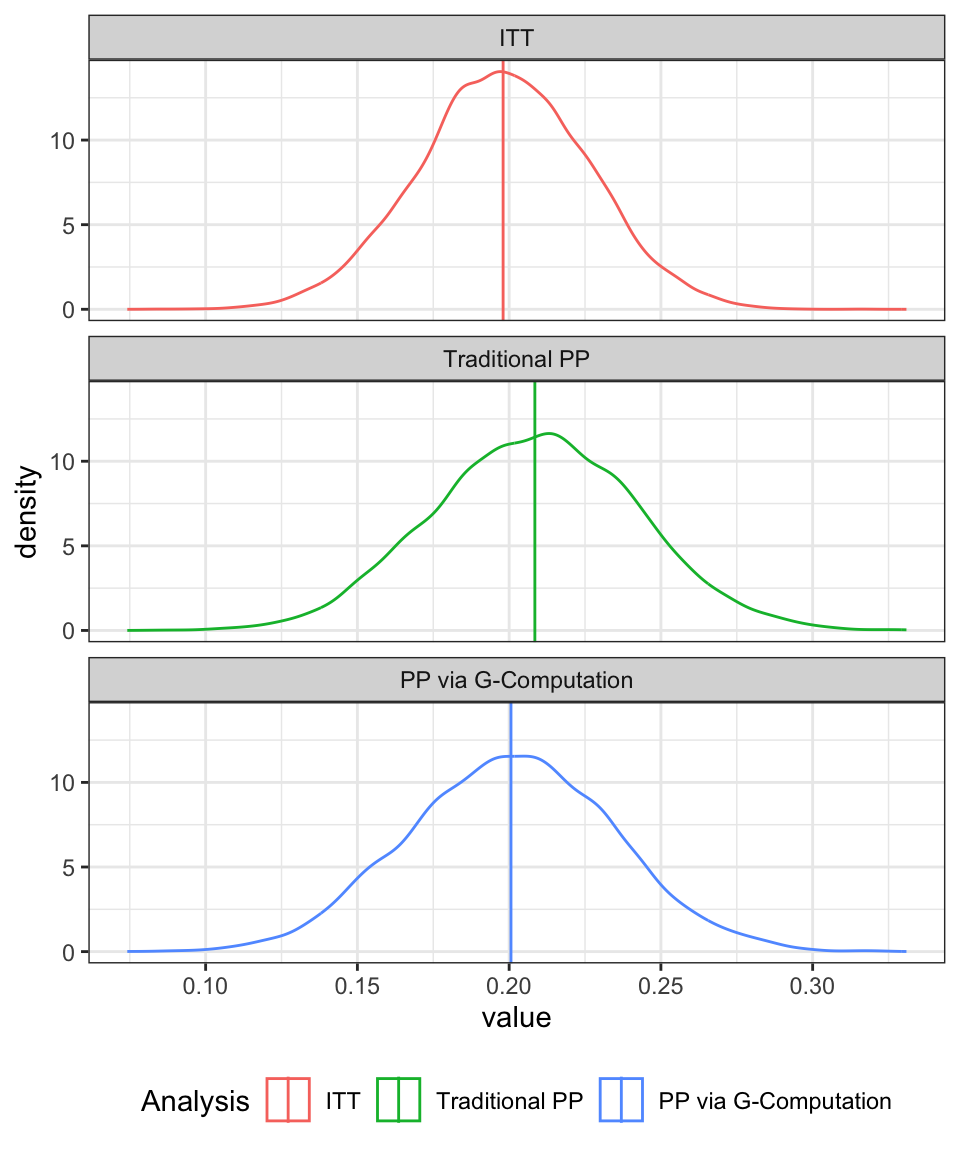 ITT
10
5
0
Traditional PP
10
5
0
density
PP via G-Computation
10
5
0
0.10 0.15 0.20 0.25 0.30
value
Analysis ITT Traditional PP PP via G-Computation